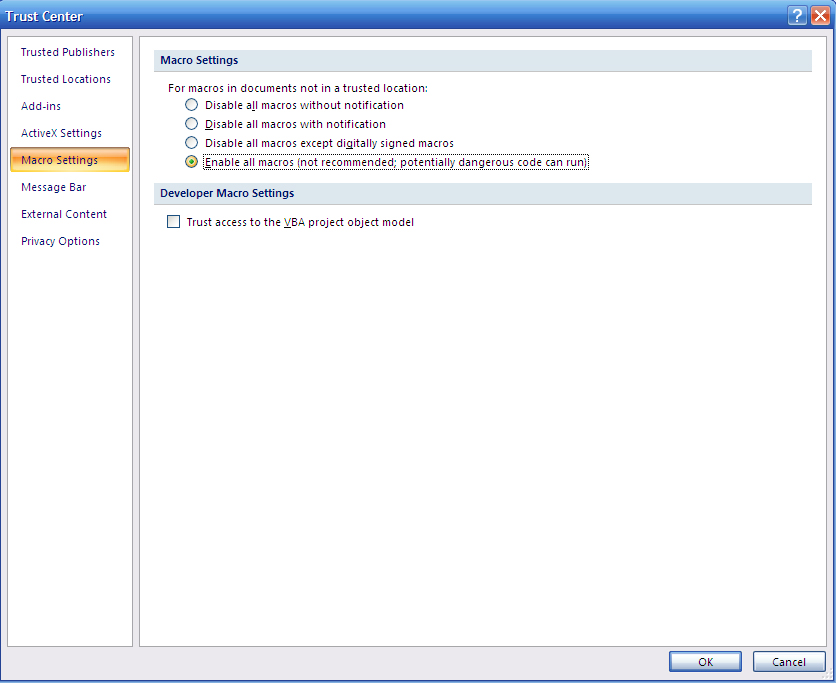 Trust Center
Trusted Publishers
Trusted Locations
Add-ins
ActiveX Settings
Macro Settings
Message Bar
External Content
Privacy Options
Macro Settings
For macros in documents not in a trusted location:
Disable all macros without notification
Disable all macros with notification
Disable all macros except digitally signed macros
Enable all macros (not recommended; potentially dangerous code can run)
Developer Macro Settings
Trust access to the VBA project object model
OK
Cancel